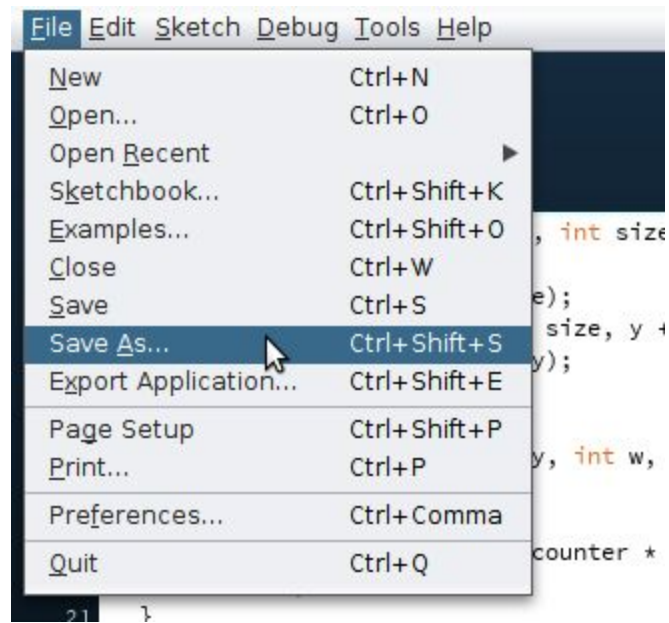 File Edit Sketch Debug Tools Help
New Ctrl+N
Open... Ctrl+O
Open Recent
Sketchbook... Ctrl+Shift+K
Examples... Ctrl+Shift+O
, int size
Close Ctrl+W
Save Ctrl+S
e);
Save As... Ctrl+Shift+S
size, y +
Export Application... Ctrl+Shift+E
y);
Page Setup Ctrl+Shift+P
Print... Ctrl+P
y, int w,
Preferences... Ctrl+Comma
Quit Ctrl+Q
counter *
21 }